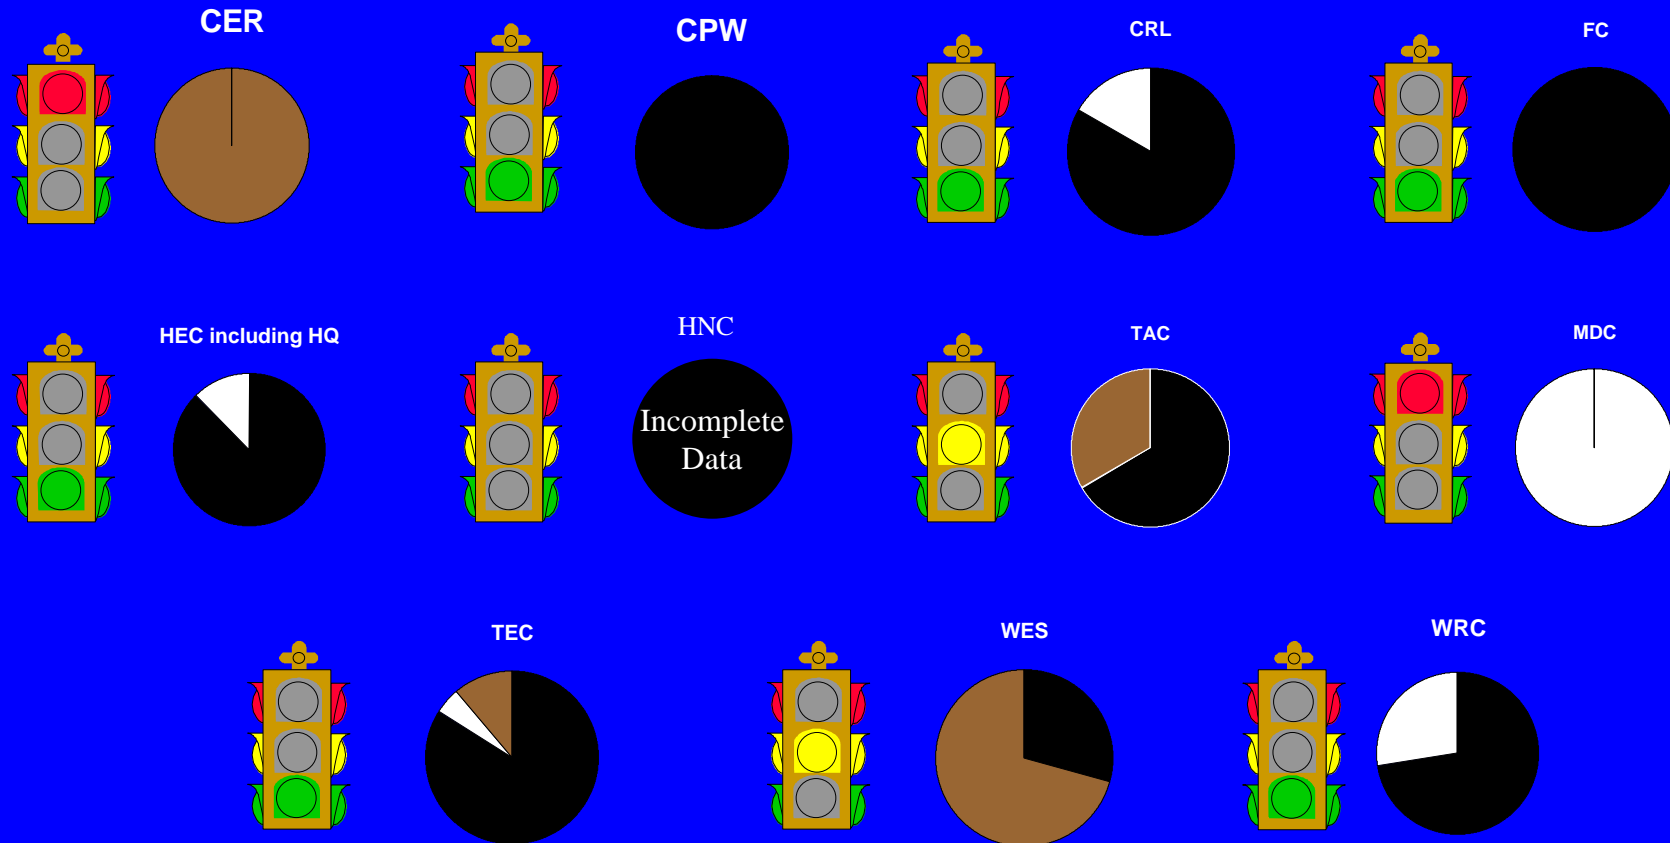 CER
CPW
CRL
FC
HEC including HQ
HNC
Incomplete
Data
TAC
MDC
TEC
WES
WRC